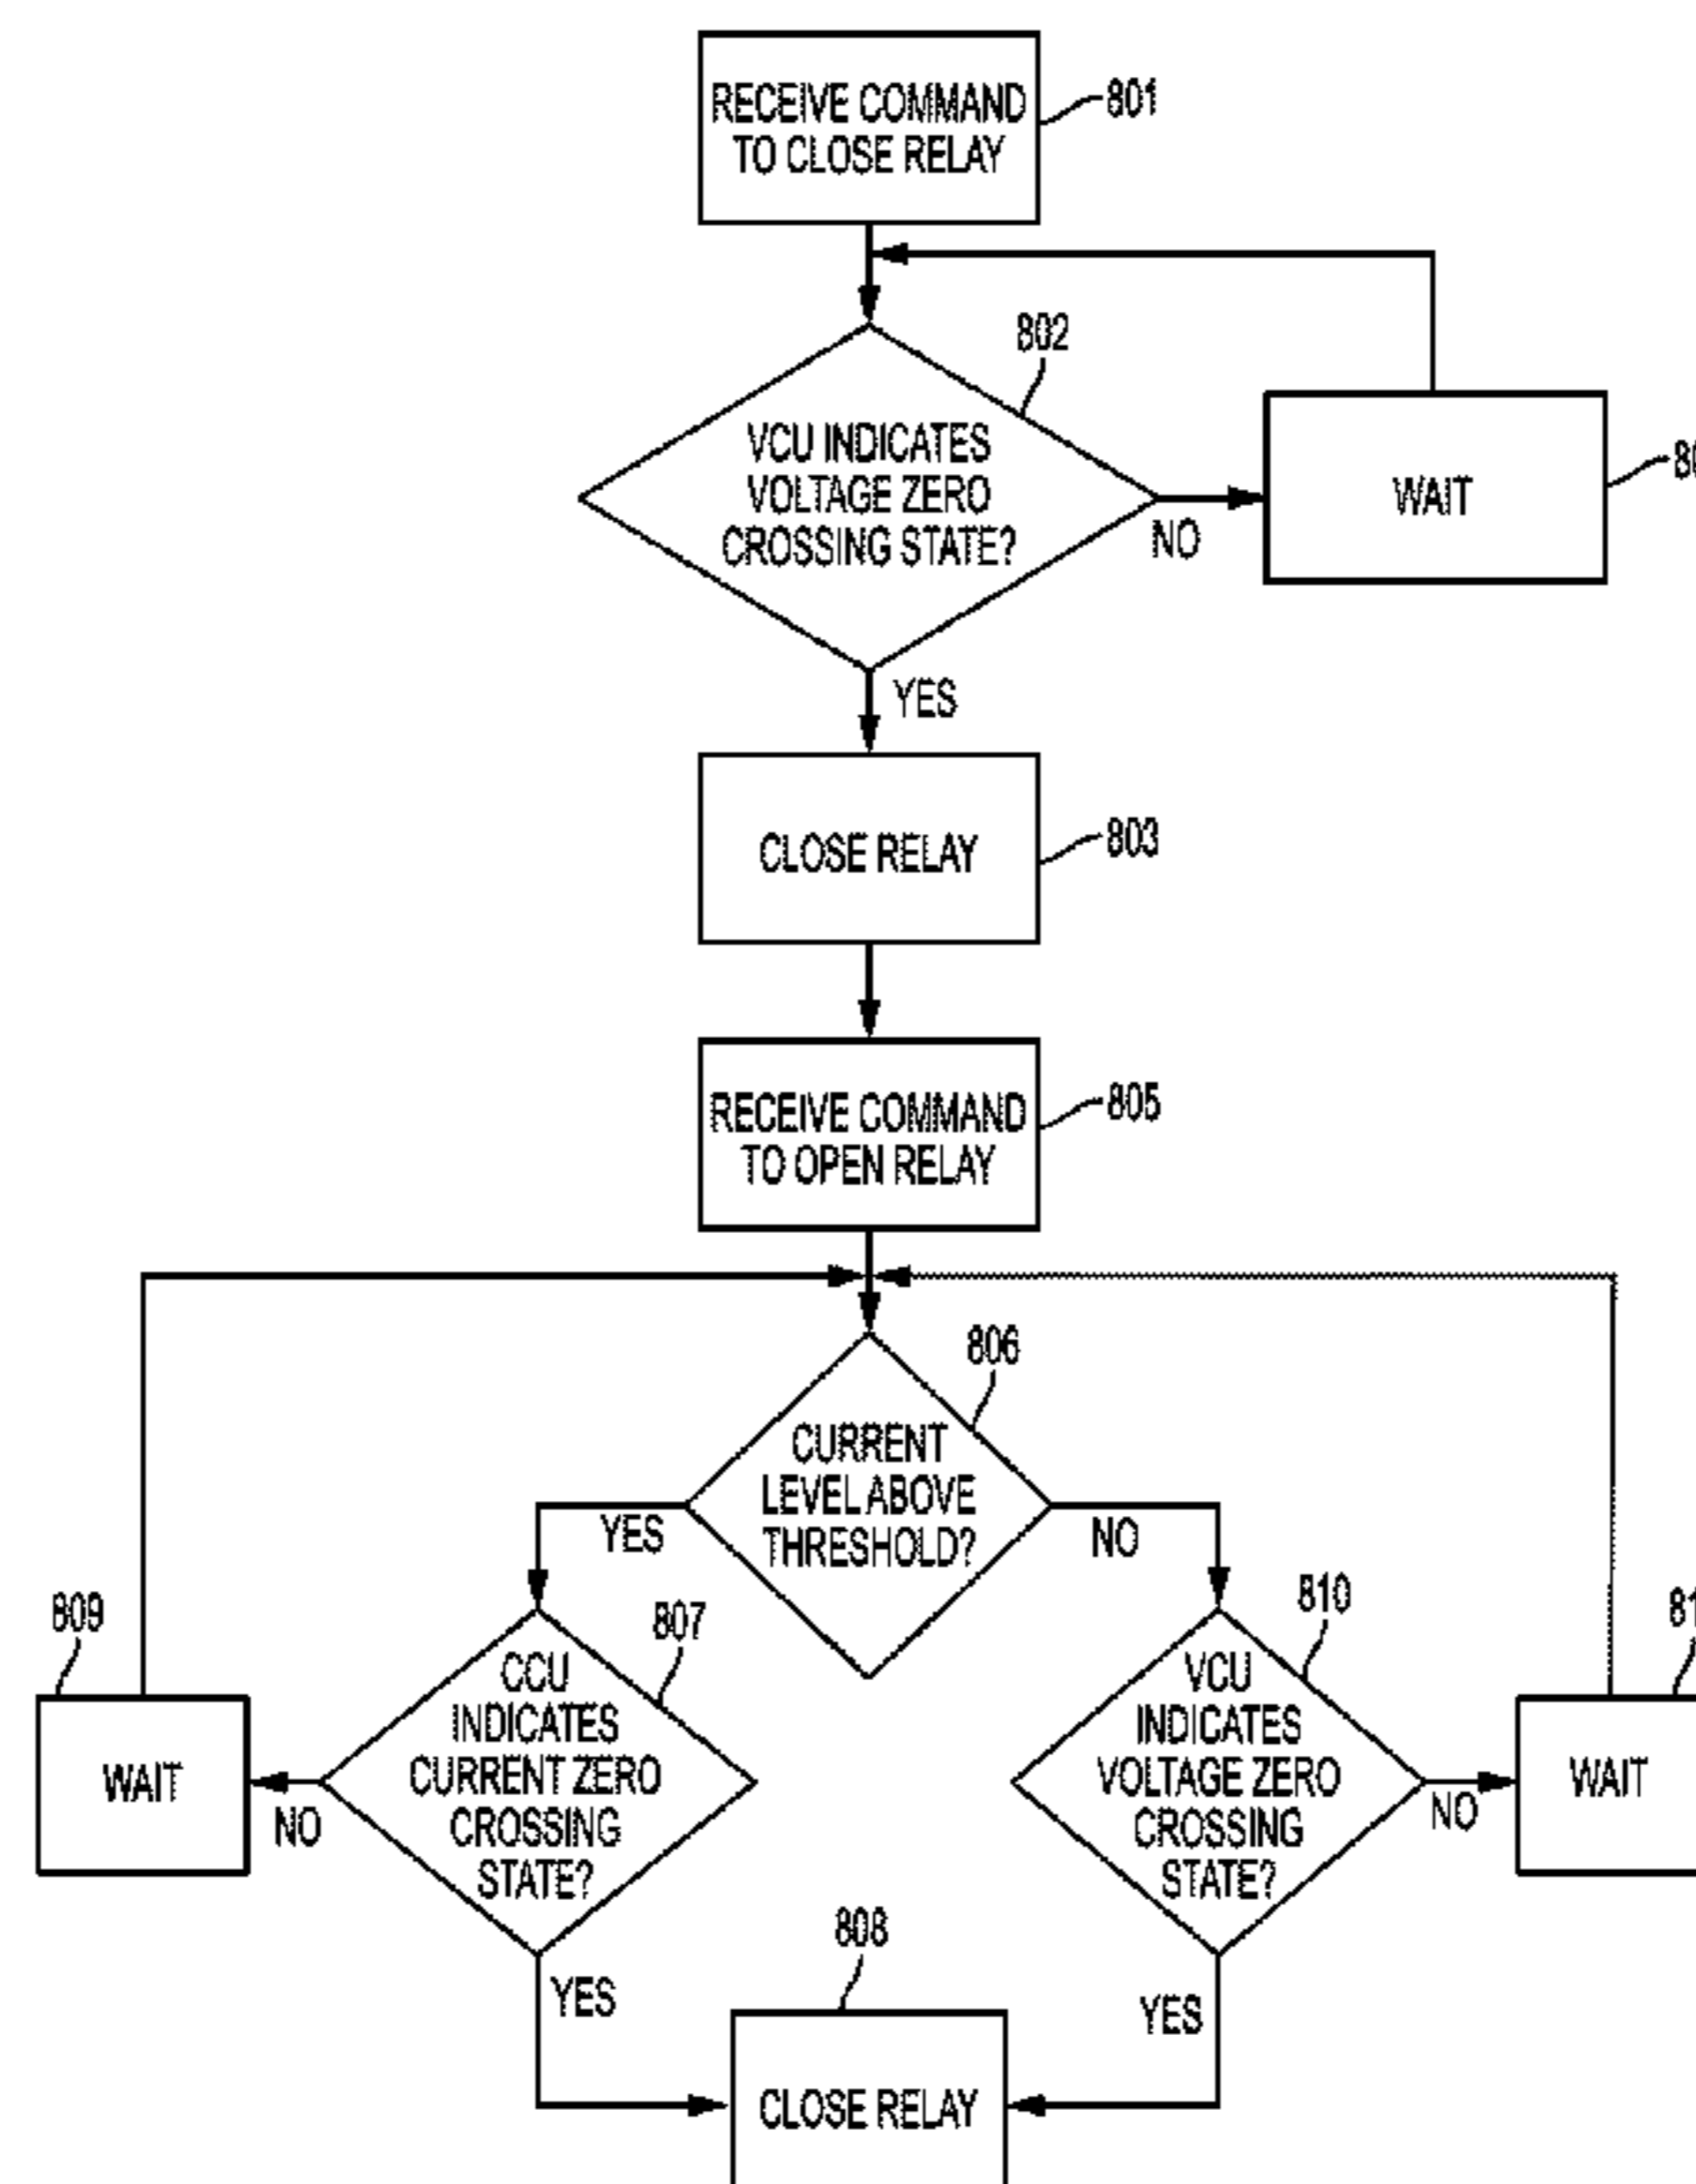 RECEIVE COMMAND
TO CLOSE RELAY
801
802
VCU INDICATES
VOLTAGE ZERO
CROSSING STATE?
NO
WAIT
YES
CLOSE RELAY
803
RECEIVE COMMAND
TO OPEN RELAY
805
806
CURRENT
LEVEL ABOVE
THRESHOLD?
YES
NO
809
WAIT
NO
807
CCU
INDICATES
CURRENT ZERO
CROSSING
STATE?
YES
810
VCU
INDICATES
VOLTAGE ZERO
CROSSING
STATE?
NO
WAIT
YES
808
CLOSE RELAY